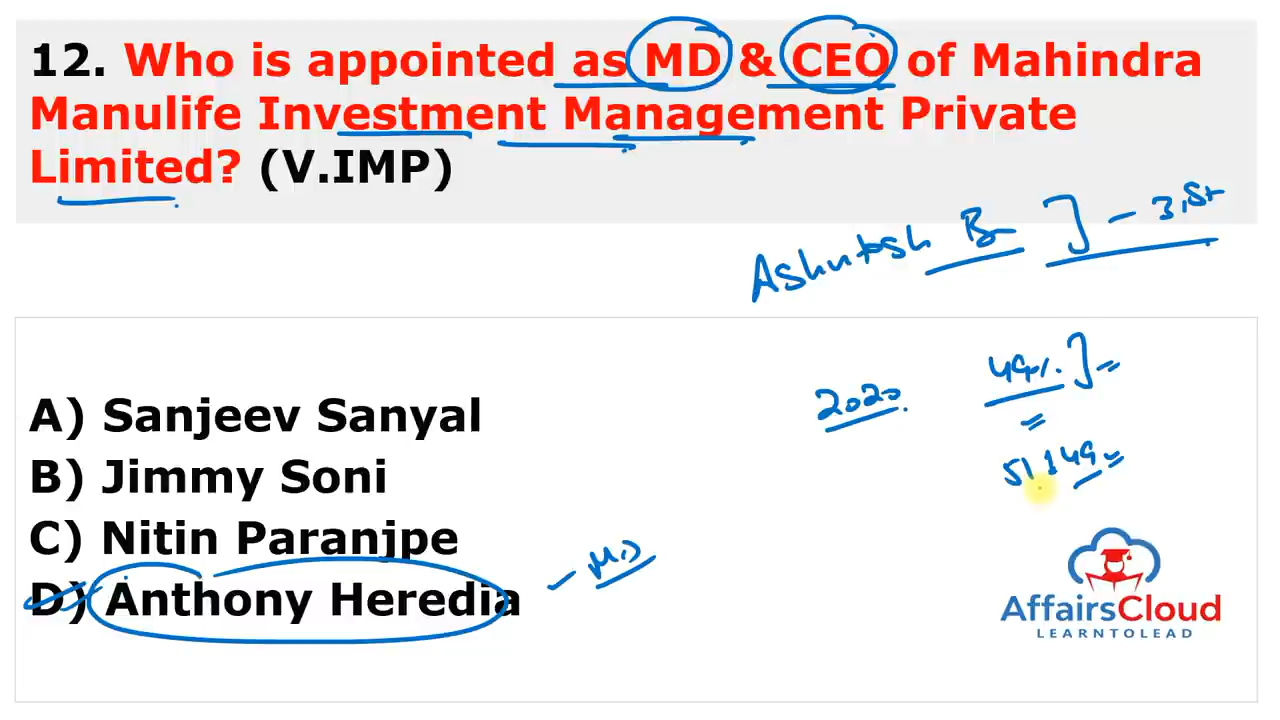 12. Who is appointed as MD & CEO of Mahindra
Manulife Investment Management Private
Limited? (V.IMP)
Ashutosh B
2020.
49%.
A) Sanjeev Sanyal
B) Jimmy Soni
51 49
C) Nitin Paranjpe
MD
D) Anthony Heredia
AffairsCloud
LEARNTOLEAD